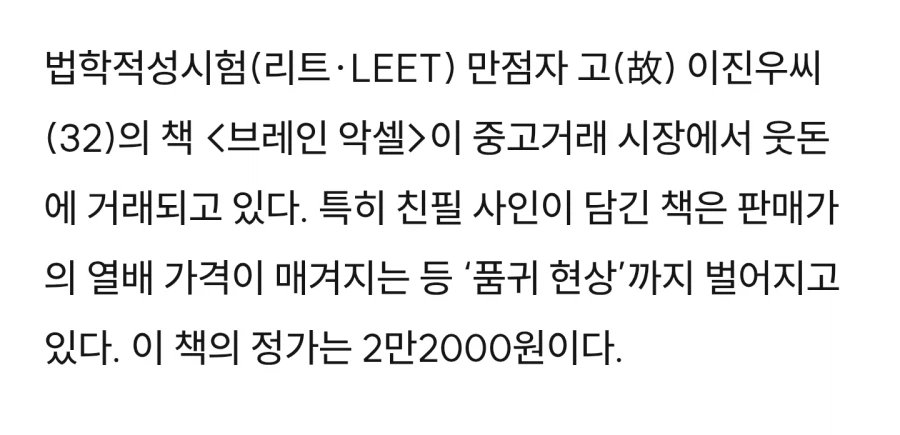 법학적성시험(리트·LEET) 만점자 고(故) 이진우씨
(32)의 책 <브레인 악셀>이 중고거래 시장에서 웃돈
에 거래되고 있다. 특히 친필 사인이 담긴 책은 판매가
의 열배 가격이 매겨지는 등 ‘품귀 현상’까지 벌어지고
있다. 이 책의 정가는 2만2000원이다.